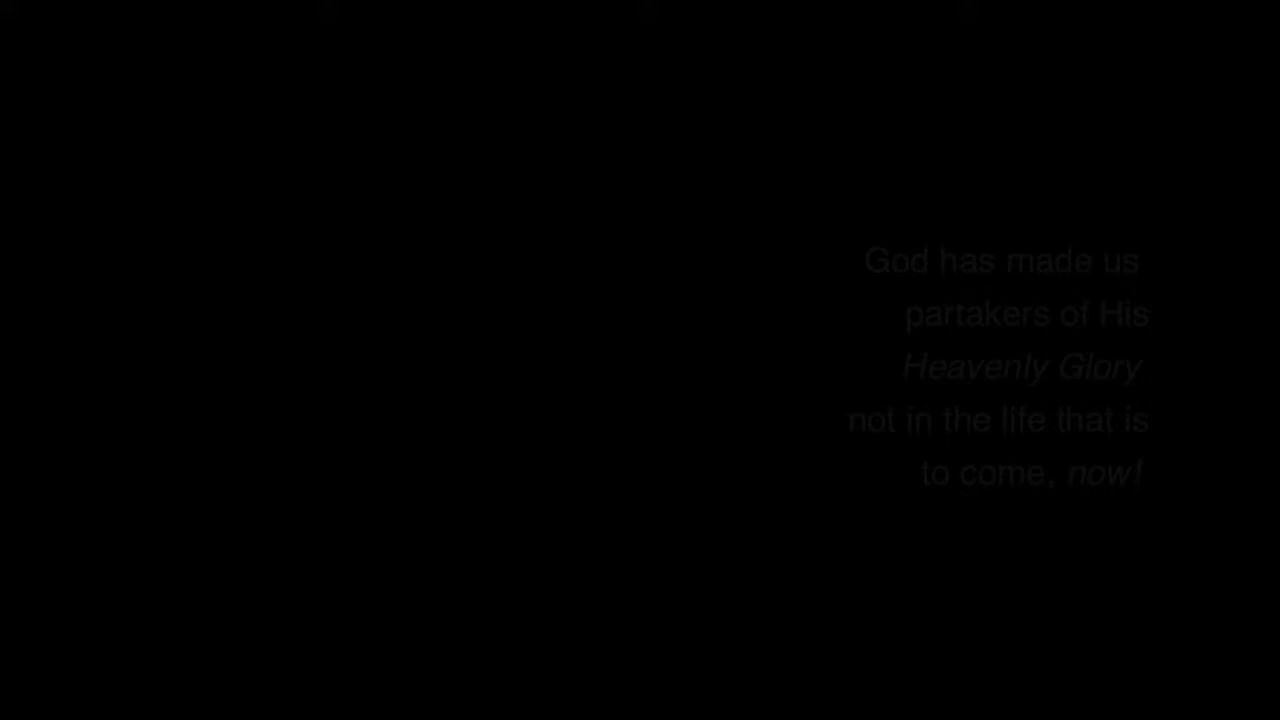 God has made us
partakers of His
Heavenly Glory
not in the life that is
to come, now!